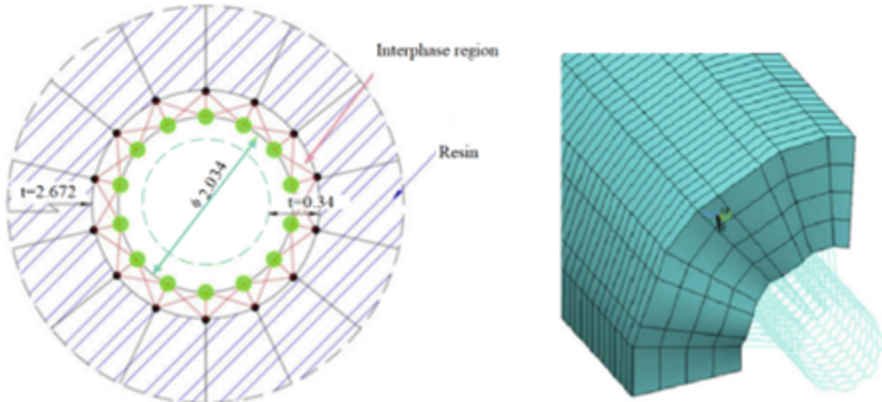 Interphase region
Resin
t=2.672
ϕ 2.034
t=0.34